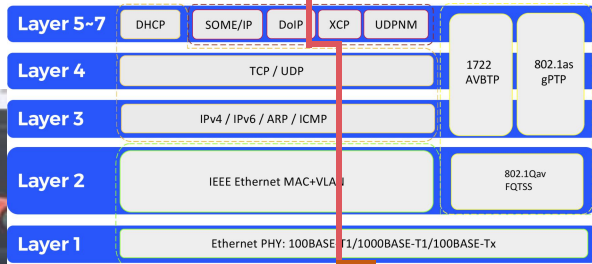 Layer 5~7
DHCP
SOME/IP
DoIP
XCP
UDPNM
Layer 4
TCP / UDP
1722
AVBTP
802.1as
gPTP
Layer 3
IPv4 / IPv6 / ARP / ICMP
Layer 2
IEEE Ethernet MAC+VLAN
802.1Qav
FQTSS
Layer 1
Ethernet PHY: 100BASE-T1/1000BASE-T1/100BASE-Tx